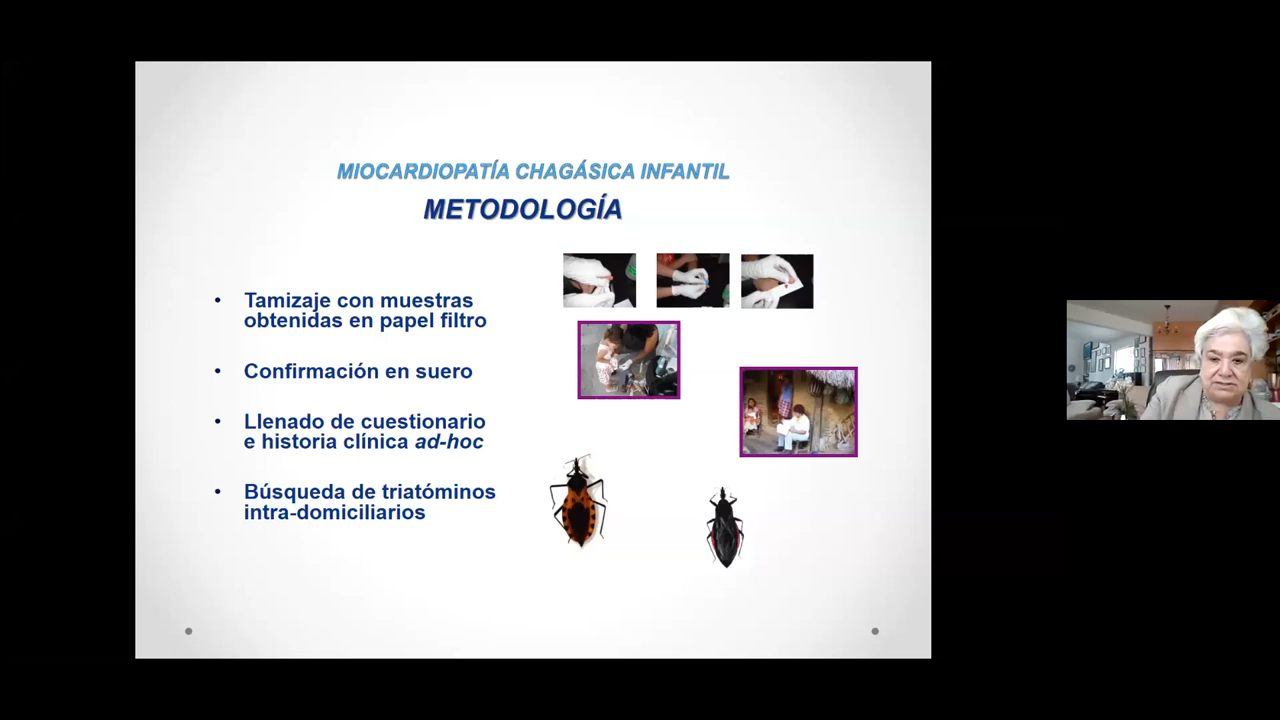 MIOCARDIOPATÍA CHAGÁSICA INFANTIL
METODOLOGÍA
• Tamizaje con muestras
obtenidas en papel filtro
• Confirmación en suero
• Llenado de cuestionario
e historia clínica ad-hoc
• Búsqueda de triatóminos
intra-domiciliarios